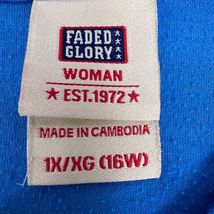 FADED
GLORY
WOMAN
★ EST.1972 ★
MADE IN CAMBODIA
1X/XG (16W)